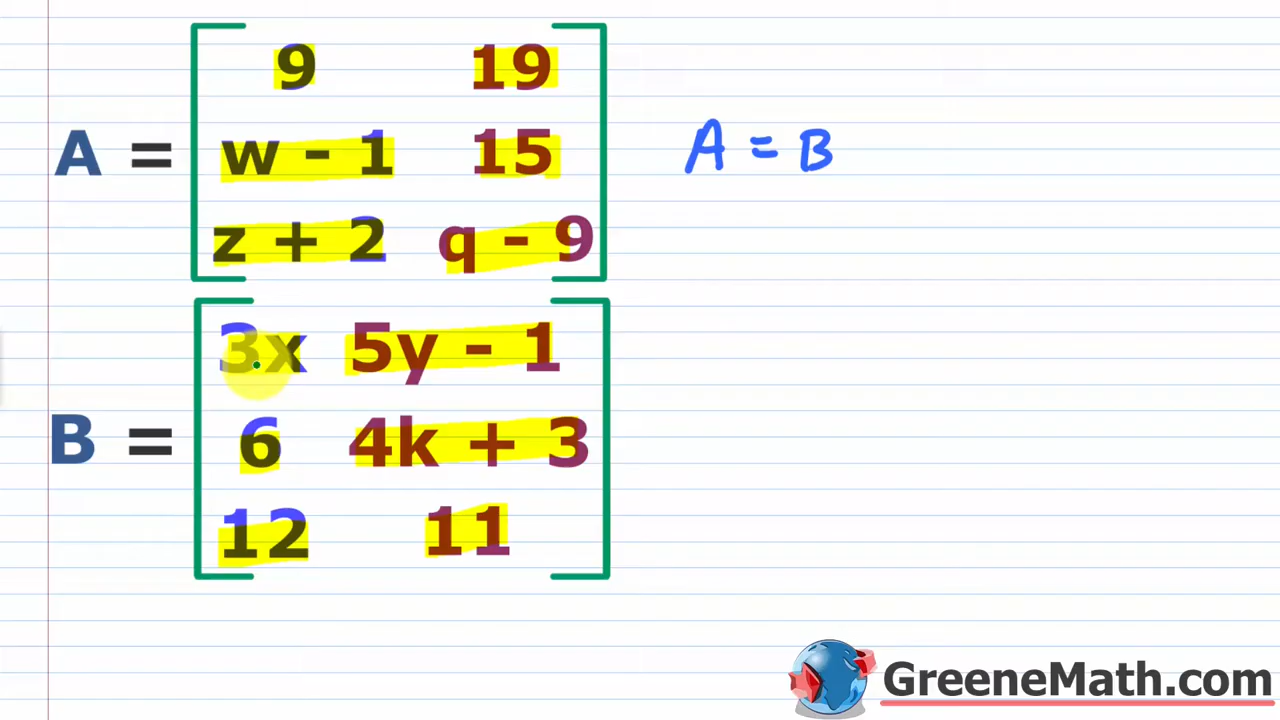 9 19
A = w - 1 15 A = B
z + 2 q - 9
3x 5y - 1
B = 6 4k + 3
12 11
GreeneMath.com